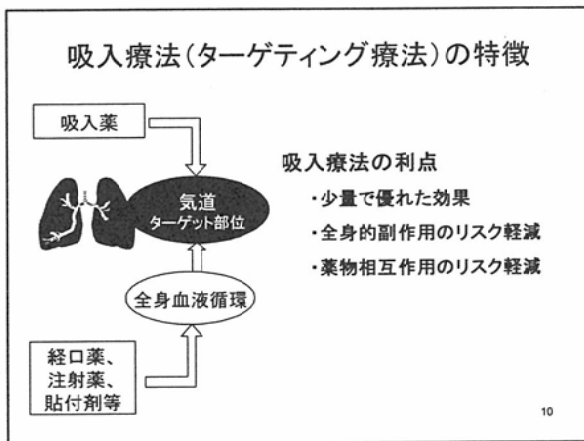 吸入療法(ターゲティング療法)の特徴
吸入薬
気道
ターゲット部位
全身血液循環
経口薬、
注射薬、
貼付剤等
吸入療法の利点
・少量で優れた効果
・全身的副作用のリスク軽減
・薬物相互作用のリスク軽減
10